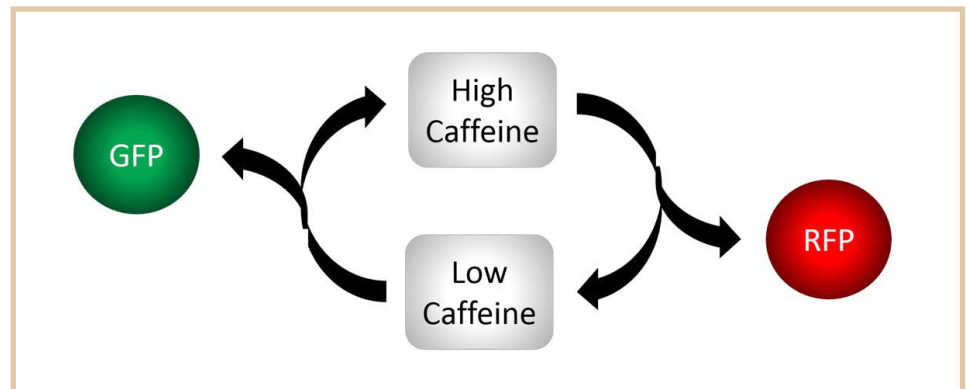 High
Caffeine
GFP
RFP
Low
Caffeine